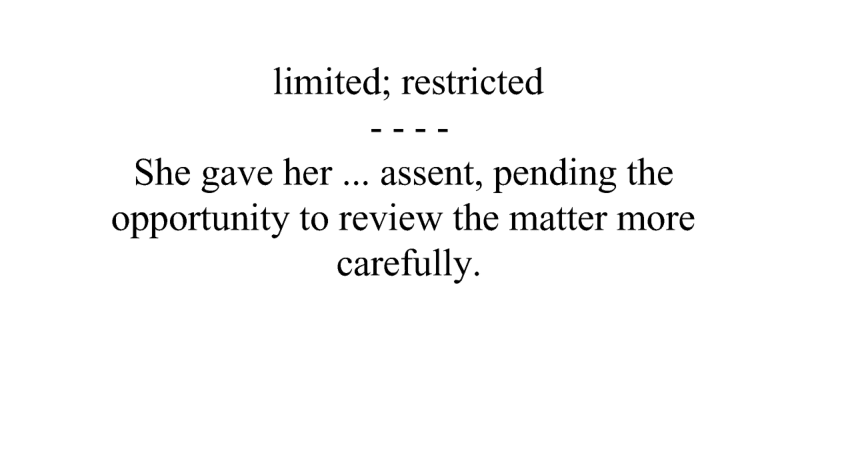 limited; restricted
- - - -
She gave her ... assent, pending the
opportunity to review the matter more
carefully.